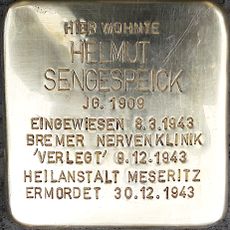 HIER WOHNTE
HELMUT
SENGESPEICK
JG. 1909
EINGEWIESEN 8.3.1943
BREMER NERVENKLINIK
'VERLEGT' 9.12.1943
HEILANSTALT MESERITZ
ERMORDET 30.12.1943